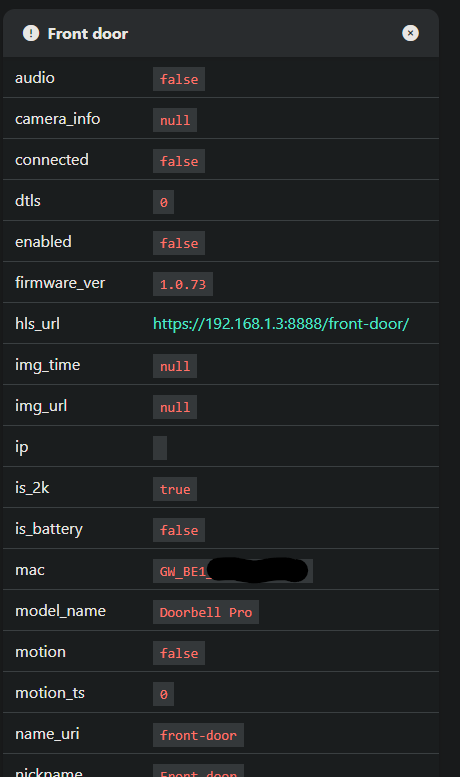 Front door
audio false
camera_info null
connected false
dtls 0
enabled false
firmware_ver 1.0.73
hls_url https://192.168.1.3:8888/front-door/
img_time null
img_url null
ip
is_2k true
is_battery false
mac GW_BE1_
model_name Doorbell Pro
motion false
motion_ts 0
name_uri front-door
nickname Front door